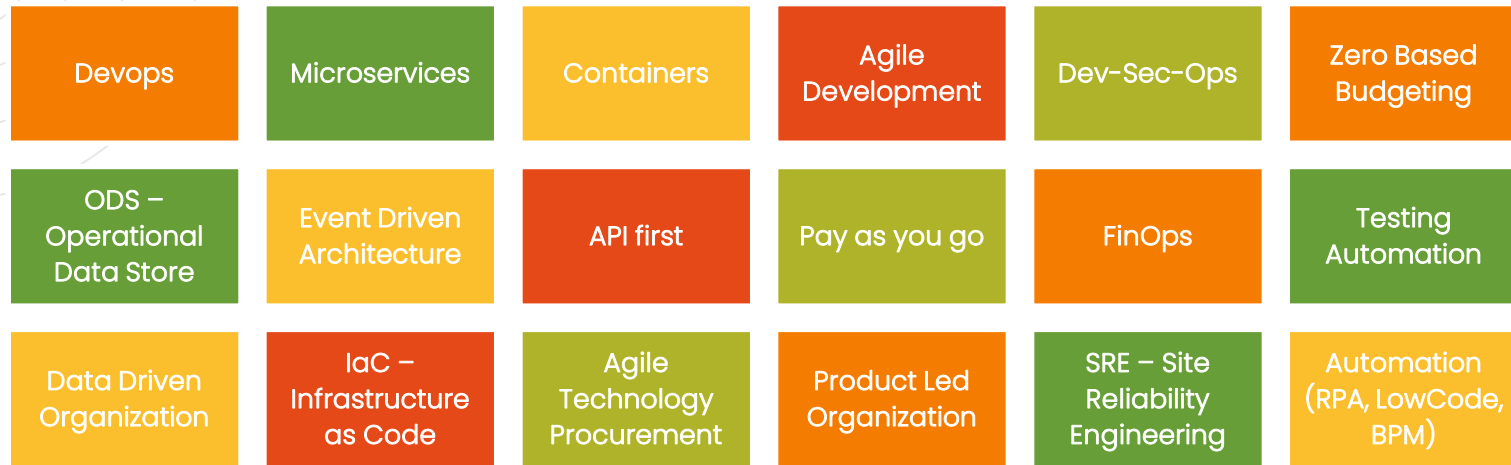 Devops
Microservices
Containers
Agile
Development
Dev-Sec-Ops
Zero Based
Budgeting
ODS –
Operational
Data Store
Event Driven
Architecture
API first
Pay as you go
FinOps
Testing
Automation
Data Driven
Organization
IaC –
Infrastructure
as Code
Agile
Technology
Procurement
Product Led
Organization
SRE – Site
Reliability
Engineering
Automation
(RPA, LowCode,
BPM)